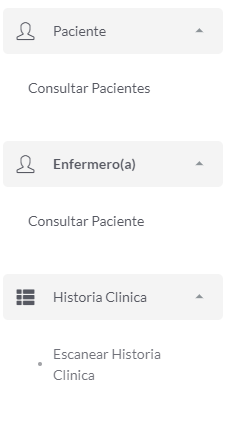 Paciente
Consultar Pacientes
Enfermero(a)
Consultar Paciente
Historia Clinica
Escanear Historia
Clinica